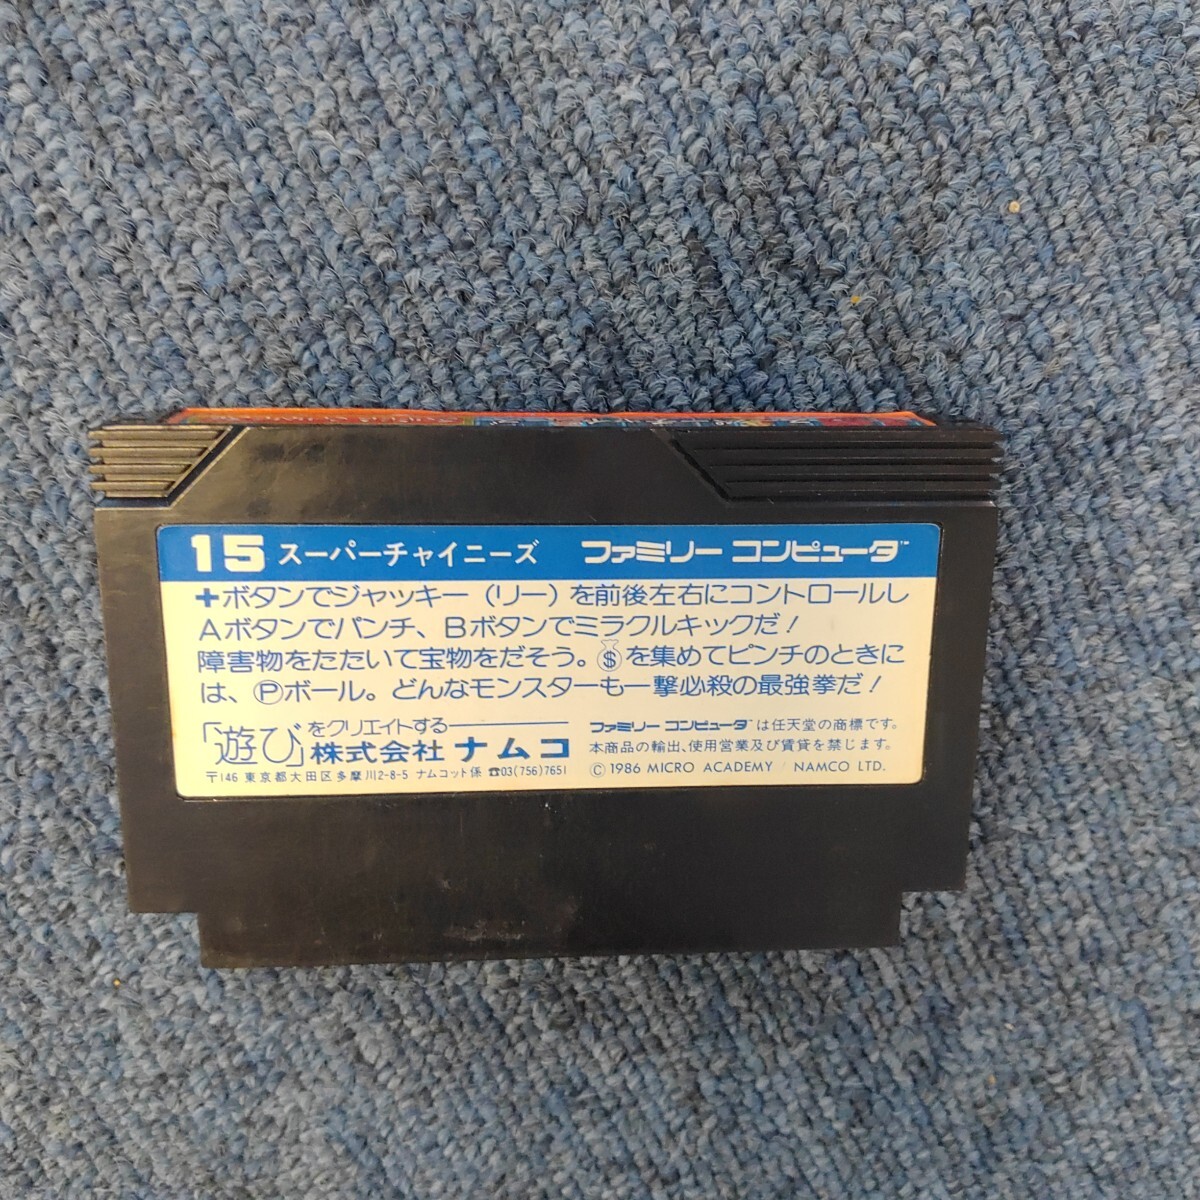 15 スーパーチャイニーズ ファミリー コンピュータ™
+ボタンでジャッキー（リー）を前後左右にコントロールし
Aボタンでパンチ、Bボタンでミラクルキックだ！
障害物をたたいて宝物をだそう。$を集めてピンチのときに
は、Ⓟボール。どんなモンスターも一撃必殺の最強拳だ！
「遊び」をクリエイトする
株式会社 ナムコ
〒146 東京都大田区多摩川2-8-5 ナムコット係 ☎03(756)7651
ファミリー コンピュータ™は任天堂の商標です。
本商品の輸出、使用営業及び賃貸を禁じます。
© 1986 MICRO ACADEMY / NAMCO LTD.